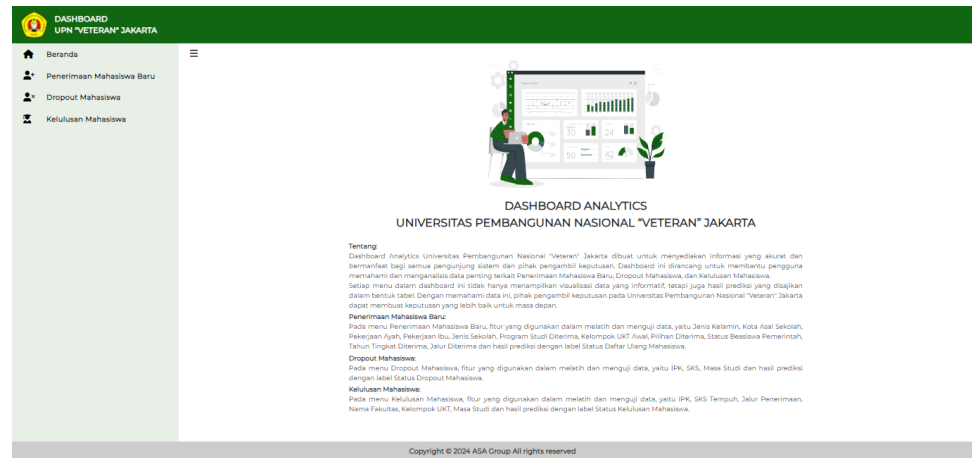 DASHBOARD
UPN "VETERAN" JAKARTA
Beranda
Penerimaan Mahasiswa Baru
Dropout Mahasiswa
Kelulusan Mahasiswa
30
24
50
42
DASHBOARD ANALYTICS
UNIVERSITAS PEMBANGUNAN NASIONAL “VETERAN” JAKARTA
Tentang:
Dashboard Analytics Universitas Pembangunan Nasional "Veteran" Jakarta dibuat untuk menyediakan informasi yang akurat dan
bermanfaat bagi semua pengunjung sistem dan pihak pengambil keputusan. Dashboard ini dirancang untuk membantu pengguna
memahami dan menganalisis data penting terkait Penerimaan Mahasiswa Baru, Dropout Mahasiswa, dan Kelulusan Mahasiswa.
Setiap menu dalam dashboard ini tidak hanya menampilkan visualisasi data yang informatif, tetapi juga hasil prediksi yang disajikan
dalam bentuk tabel. Dengan memahami data ini, pihak pengambil keputusan pada Universitas Pembangunan Nasional "Veteran" Jakarta
dapat membuat keputusan yang lebih baik untuk masa depan.
Penerimaan Mahasiswa Baru:
Pada menu Penerimaan Mahasiswa Baru, fitur yang digunakan dalam melatih dan menguji data, yaitu Jenis Kelamin, Kota Asal Sekolah,
Pekerjaan Ayah, Pekerjaan Ibu, Jenis Sekolah, Program Studi Diterima, Kelompok UKT Awal, Pilihan Diterima, Status Beasiswa Pemerintah,
Tahun Tingkat Diterima, Jalur Diterima dan hasil prediksi dengan label Status Daftar Ulang Mahasiswa.
Dropout Mahasiswa:
Pada menu Dropout Mahasiswa, fitur yang digunakan dalam melatih dan menguji data, yaitu IPK, SKS, Masa Studi dan hasil prediksi
dengan label Status Dropout Mahasiswa.
Kelulusan Mahasiswa:
Pada menu Kelulusan Mahasiswa, fitur yang digunakan dalam melatih dan menguji data, yaitu IPK, SKS Tempuh, Jalur Penerimaan,
Nama Fakultas, Kelompok UKT, Masa Studi dan hasil prediksi dengan label Status Kelulusan Mahasiswa.
Copyright © 2024 ASA Group All rights reserved